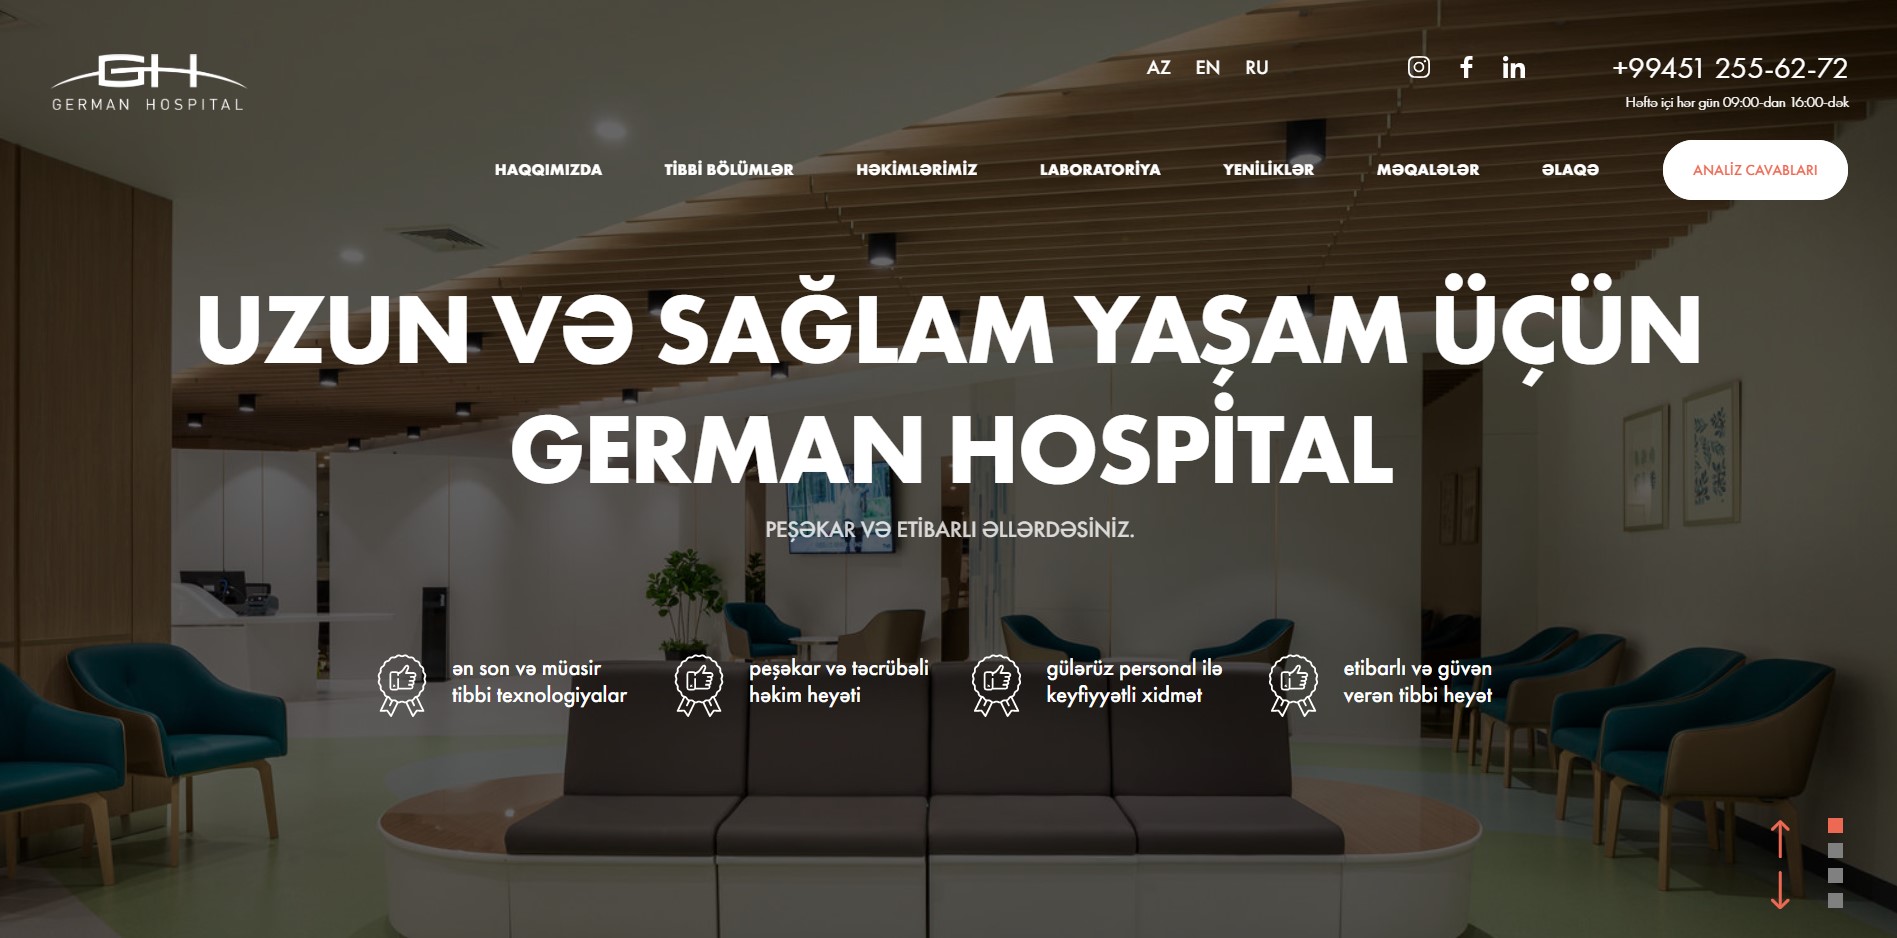 GH
GERMAN HOSPITAL
AZ EN RU
+99451 255-62-72
Həftə içi hər gün 09:00-dan 16:00-dək
HAQQIMIZDA TİBBİ BÖLÜMLƏR HƏKİMLƏRİMİZ LABORATORİYA YENİLİKLƏR MƏQALƏLƏR ƏLAQƏ ANALİZ CAVABLARI
UZUN VƏ SAĞLAM YAŞAM ÜÇÜN
GERMAN HOSPİTAL
PEŞƏKAR VƏ ETİBARLI ƏLLƏRDƏSİNİZ.
ən son və müasir
tibbi texnologiyalar
peşəkar və təcrübəli
həkim heyəti
gülərüz personal ilə
keyfiyyətli xidmət
etibarlı və güvən
verən tibbi heyət